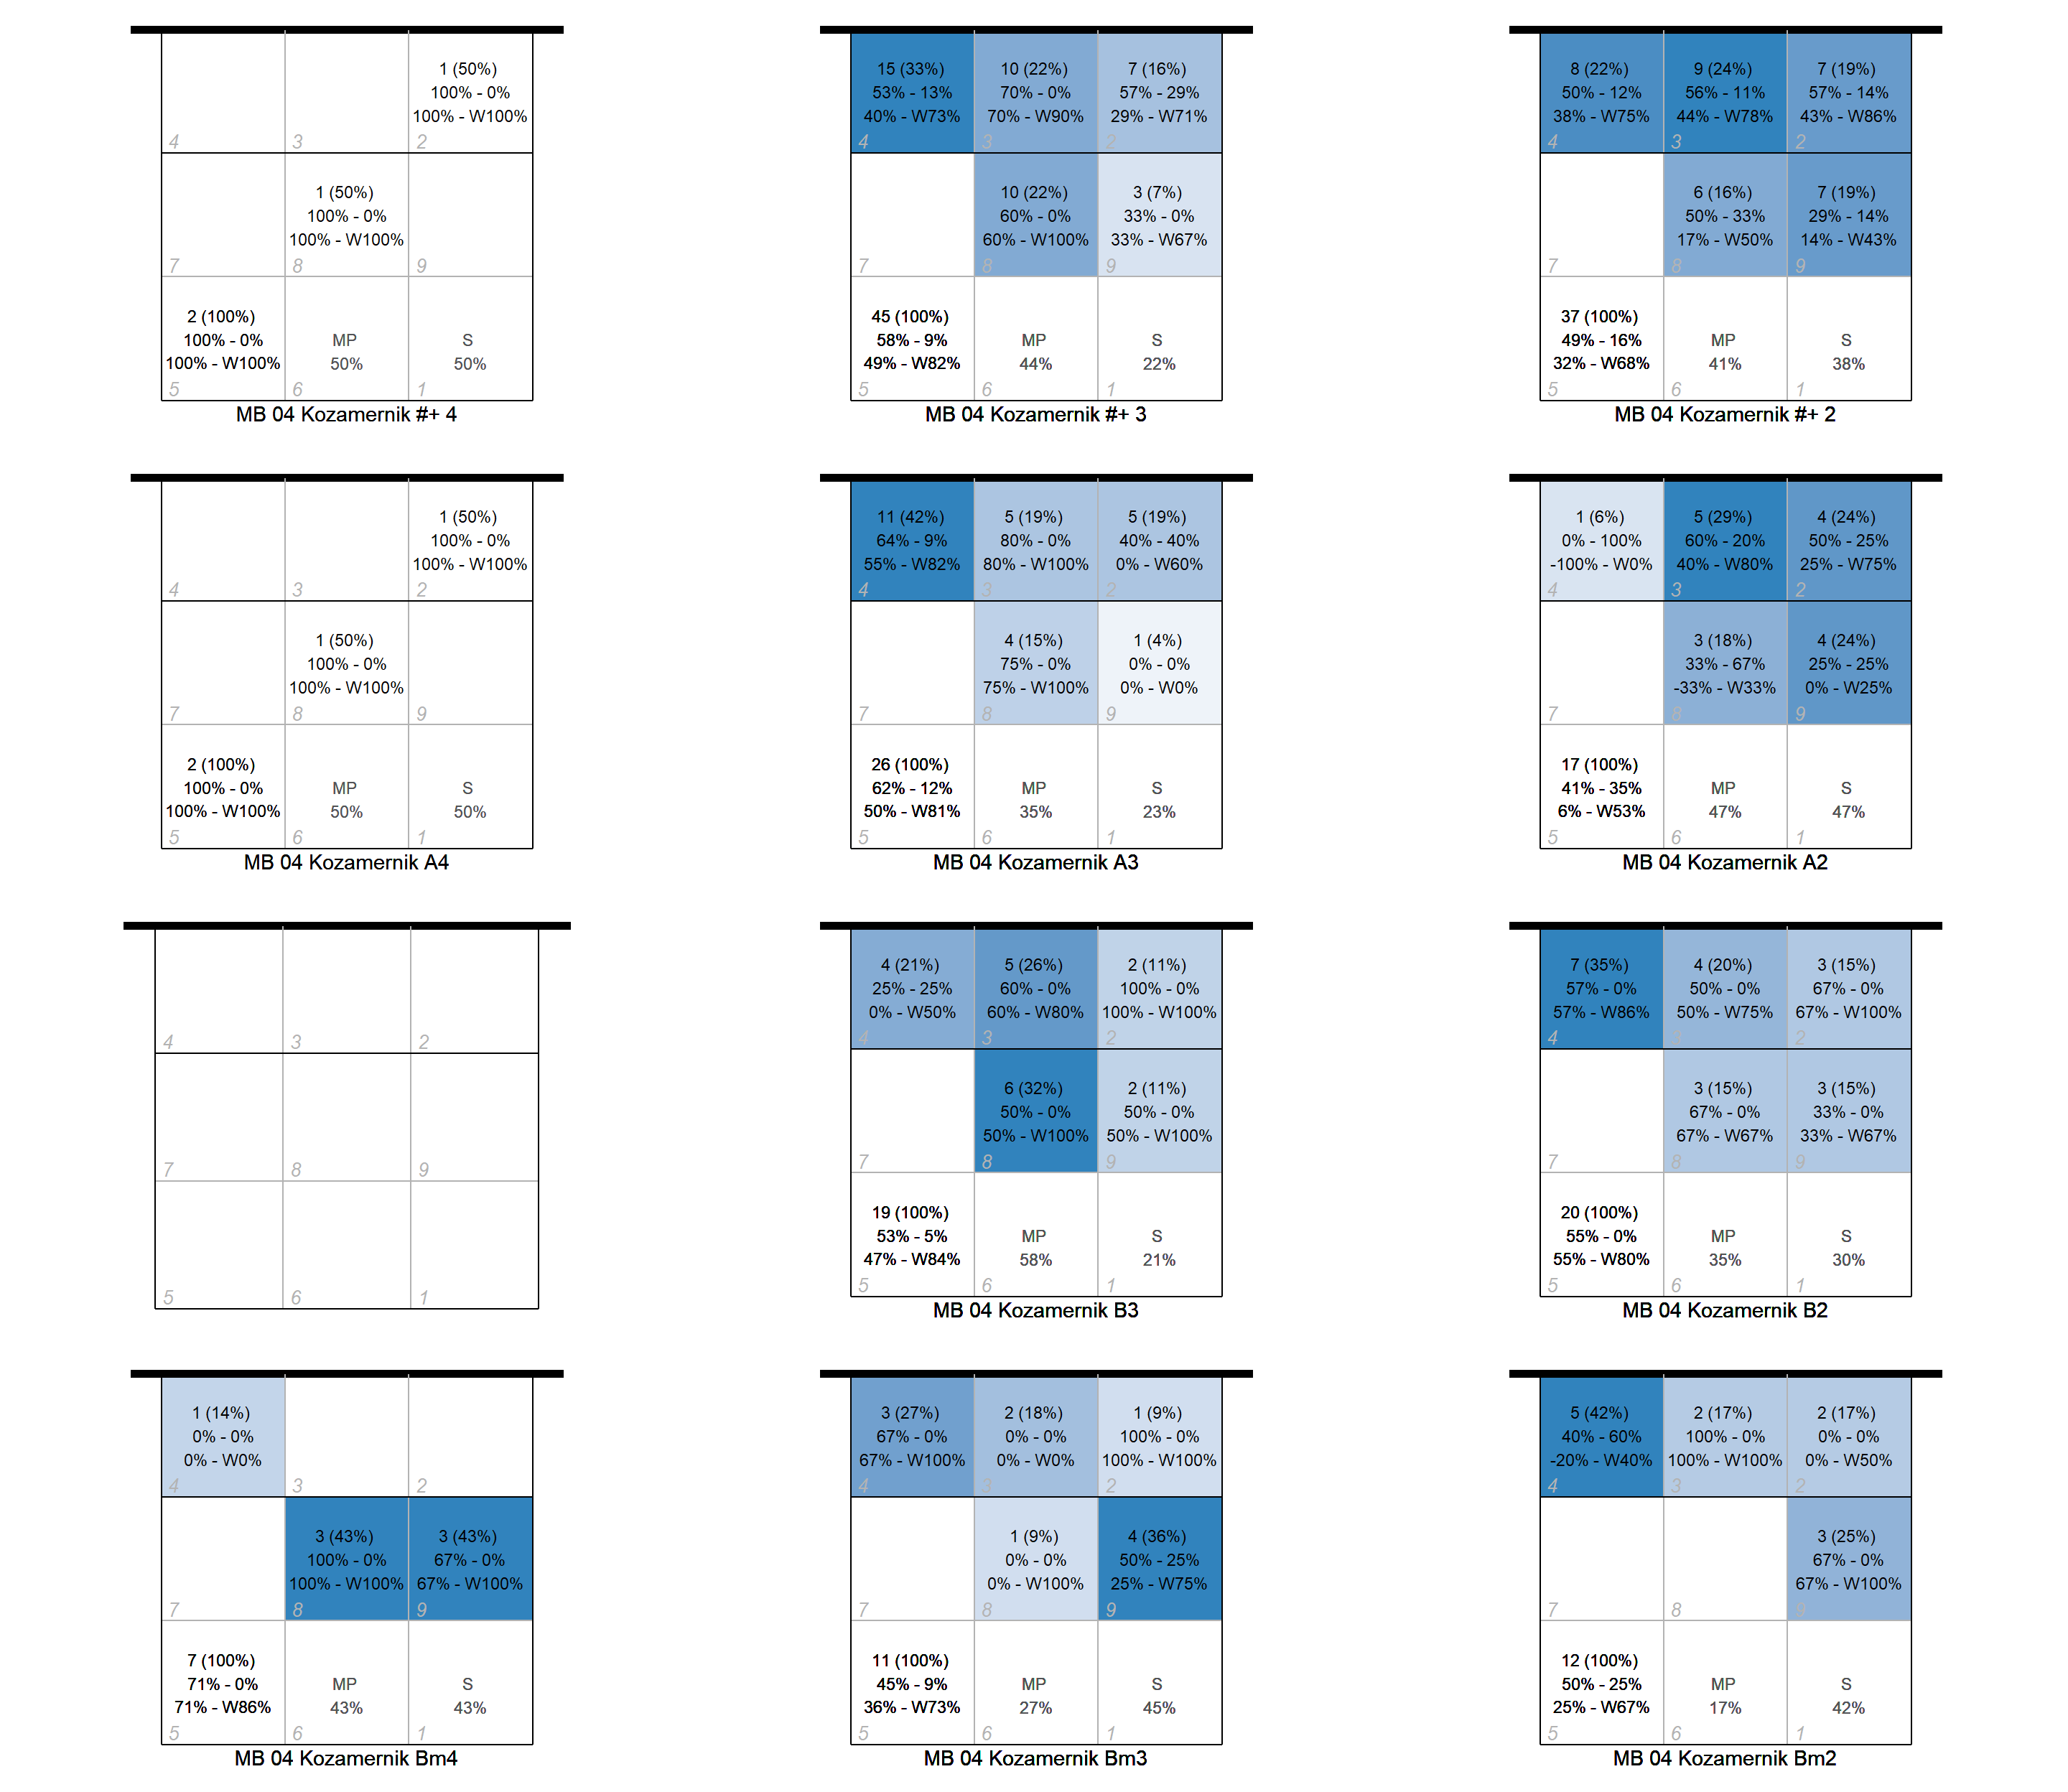 1 (50%)
100% - 0%
100% - W100%
4
3
2
1 (50%)
100% - 0%
100% - W100%
7
8
9
2 (100%)
100% - 0%
100% - W100%
MP
50%
S
50%
5
6
1
MB 04 Kozamernik #+ 4
15 (33%)
53% - 13%
40% - W73%
10 (22%)
70% - 0%
70% - W90%
7 (16%)
57% - 29%
29% - W71%
4
3
2
10 (22%)
60% - 0%
60% - W100%
3 (7%)
33% - 0%
33% - W67%
7
8
9
45 (100%)
58% - 9%
49% - W82%
MP
44%
S
22%
5
6
1
MB 04 Kozamernik #+ 3
8 (22%)
50% - 12%
38% - W75%
9 (24%)
56% - 11%
44% - W78%
7 (19%)
57% - 14%
43% - W86%
4
3
2
6 (16%)
50% - 33%
17% - W50%
7 (19%)
29% - 14%
14% - W43%
7
8
9
37 (100%)
49% - 16%
32% - W68%
MP
41%
S
38%
5
6
1
MB 04 Kozamernik #+ 2
1 (50%)
100% - 0%
100% - W100%
4
3
2
1 (50%)
100% - 0%
100% - W100%
7
8
9
2 (100%)
100% - 0%
100% - W100%
MP
50%
S
50%
5
6
1
MB 04 Kozamernik A4
11 (42%)
64% - 9%
55% - W82%
5 (19%)
80% - 0%
80% - W100%
5 (19%)
40% - 40%
0% - W60%
4
3
2
4 (15%)
75% - 0%
75% - W100%
1 (4%)
0% - 0%
0% - W0%
7
8
9
26 (100%)
62% - 12%
50% - W81%
MP
35%
S
23%
5
6
1
MB 04 Kozamernik A3
1 (6%)
0% - 100%
-100% - W0%
5 (29%)
60% - 20%
40% - W80%
4 (24%)
50% - 25%
25% - W75%
4
3
2
3 (18%)
33% - 67%
-33% - W33%
4 (24%)
25% - 25%
0% - W25%
7
8
9
17 (100%)
41% - 35%
6% - W53%
MP
47%
S
47%
5
6
1
MB 04 Kozamernik A2
4
3
2
7
8
9
5
6
1
4 (21%)
25% - 25%
0% - W50%
5 (26%)
60% - 0%
60% - W80%
2 (11%)
100% - 0%
100% - W100%
4
3
2
6 (32%)
50% - 0%
50% - W100%
2 (11%)
50% - 0%
50% - W100%
7
8
9
19 (100%)
53% - 5%
47% - W84%
MP
58%
S
21%
5
6
1
MB 04 Kozamernik B3
7 (35%)
57% - 0%
57% - W86%
4 (20%)
50% - 0%
50% - W75%
3 (15%)
67% - 0%
67% - W100%
4
3
2
3 (15%)
67% - 0%
67% - W67%
3 (15%)
33% - 0%
33% - W67%
7
8
9
20 (100%)
55% - 0%
55% - W80%
MP
35%
S
30%
5
6
1
MB 04 Kozamernik B2
1 (14%)
0% - 0%
0% - W0%
4
3
2
3 (43%)
100% - 0%
100% - W100%
3 (43%)
67% - 0%
67% - W100%
7
8
9
7 (100%)
71% - 0%
71% - W86%
MP
43%
S
43%
5
6
1
MB 04 Kozamernik Bm4
3 (27%)
67% - 0%
67% - W100%
2 (18%)
0% - 0%
0% - W0%
1 (9%)
100% - 0%
100% - W100%
4
3
2
1 (9%)
0% - 0%
0% - W100%
4 (36%)
50% - 25%
25% - W75%
7
8
9
11 (100%)
45% - 9%
36% - W73%
MP
27%
S
45%
5
6
1
MB 04 Kozamernik Bm3
5 (42%)
40% - 60%
-20% - W40%
2 (17%)
100% - 0%
100% - W100%
2 (17%)
0% - 0%
0% - W50%
4
3
2
3 (25%)
67% - 0%
67% - W100%
7
8
9
12 (100%)
50% - 25%
25% - W67%
MP
17%
S
42%
5
6
1
MB 04 Kozamernik Bm2